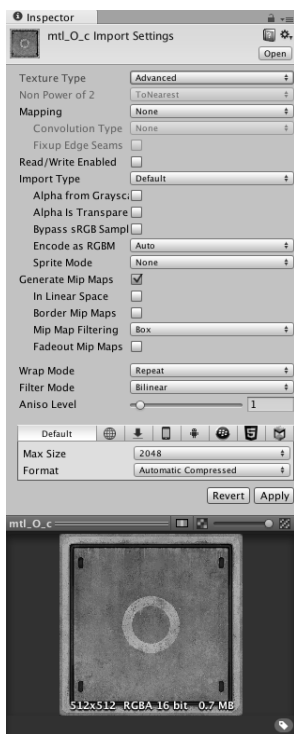 Inspector
mtl_O_c Import Settings
Open
Texture Type Advanced
Non Power of 2 ToNearest
Mapping None
Convolution Type None
Fixup Edge Seams
Read/Write Enabled
Import Type Default
Alpha from Graysca
Alpha Is Transpare
Bypass sRGB Sampl
Encode as RGBM Auto
Sprite Mode None
Generate Mip Maps
In Linear Space
Border Mip Maps
Mip Map Filtering Box
Fadeout Mip Maps
Wrap Mode Repeat
Filter Mode Bilinear
Aniso Level 1
Default
Max Size 2048
Format Automatic Compressed
Revert Apply
mtl_O_c
512x512 RGBA 16 bit 0.7 MB